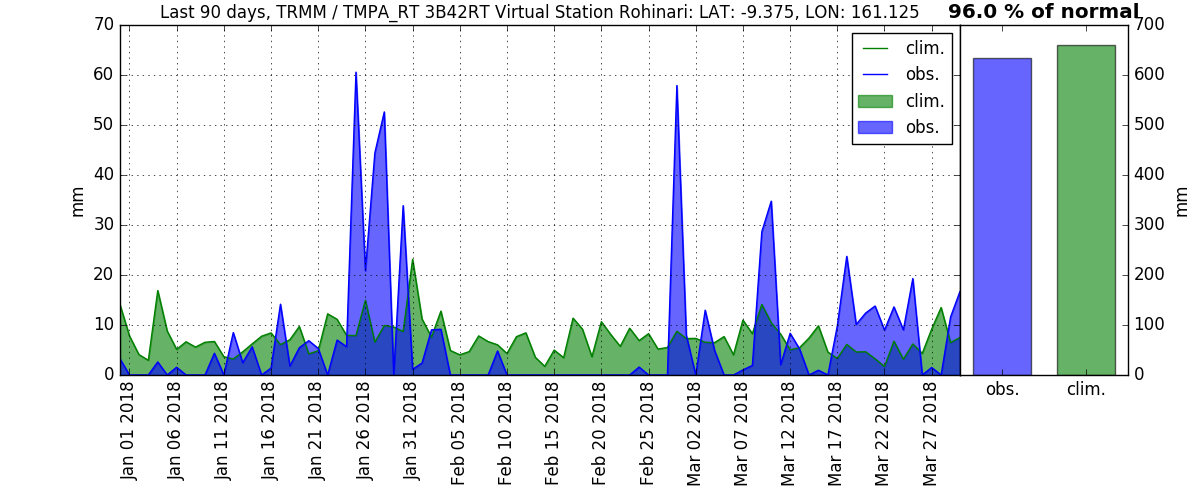 Last 90 days, TRMM / TMPA_RT 3B42RT Virtual Station Rohinari: LAT: -9.375, LON: 161.125
96.0 % of normal
70
60
50
40
30
20
10
0
mm
clim.
obs.
clim.
obs.
700
600
500
400
300
200
100
0
mm
Jan 01 2018
Jan 06 2018
Jan 11 2018
Jan 16 2018
Jan 21 2018
Jan 26 2018
Jan 31 2018
Feb 05 2018
Feb 10 2018
Feb 15 2018
Feb 20 2018
Feb 25 2018
Mar 02 2018
Mar 07 2018
Mar 12 2018
Mar 17 2018
Mar 22 2018
Mar 27 2018
obs.
clim.